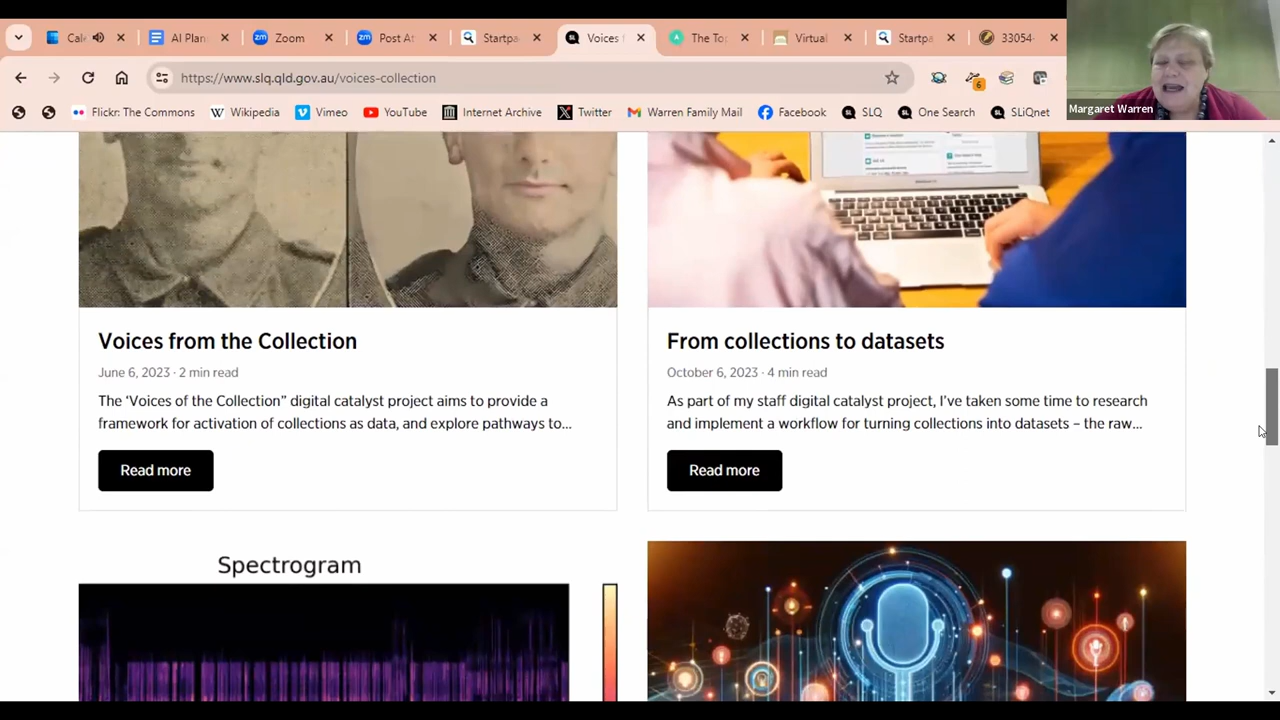 Cal
AI Plan
Zoom
Post At
Startpa
Voices f
The To
Virtual
Startpa
33054-
https://www.slq.qld.gov.au/voices-collection
6
Flickr: The Commons
Wikipedia
Vimeo
YouTube
Internet Archive
Twitter
Warren Family Mail
Facebook
SLQ
One Search
SLiQnet
Margaret Warren
Voices from the Collection
June 6, 2023 · 2 min read
The ‘Voices of the Collection” digital catalyst project aims to provide a
framework for activation of collections as data, and explore pathways to...
Read more
From collections to datasets
October 6, 2023 · 4 min read
As part of my staff digital catalyst project, I’ve taken some time to research
and implement a workflow for turning collections into datasets – the raw...
Read more
Spectrogram